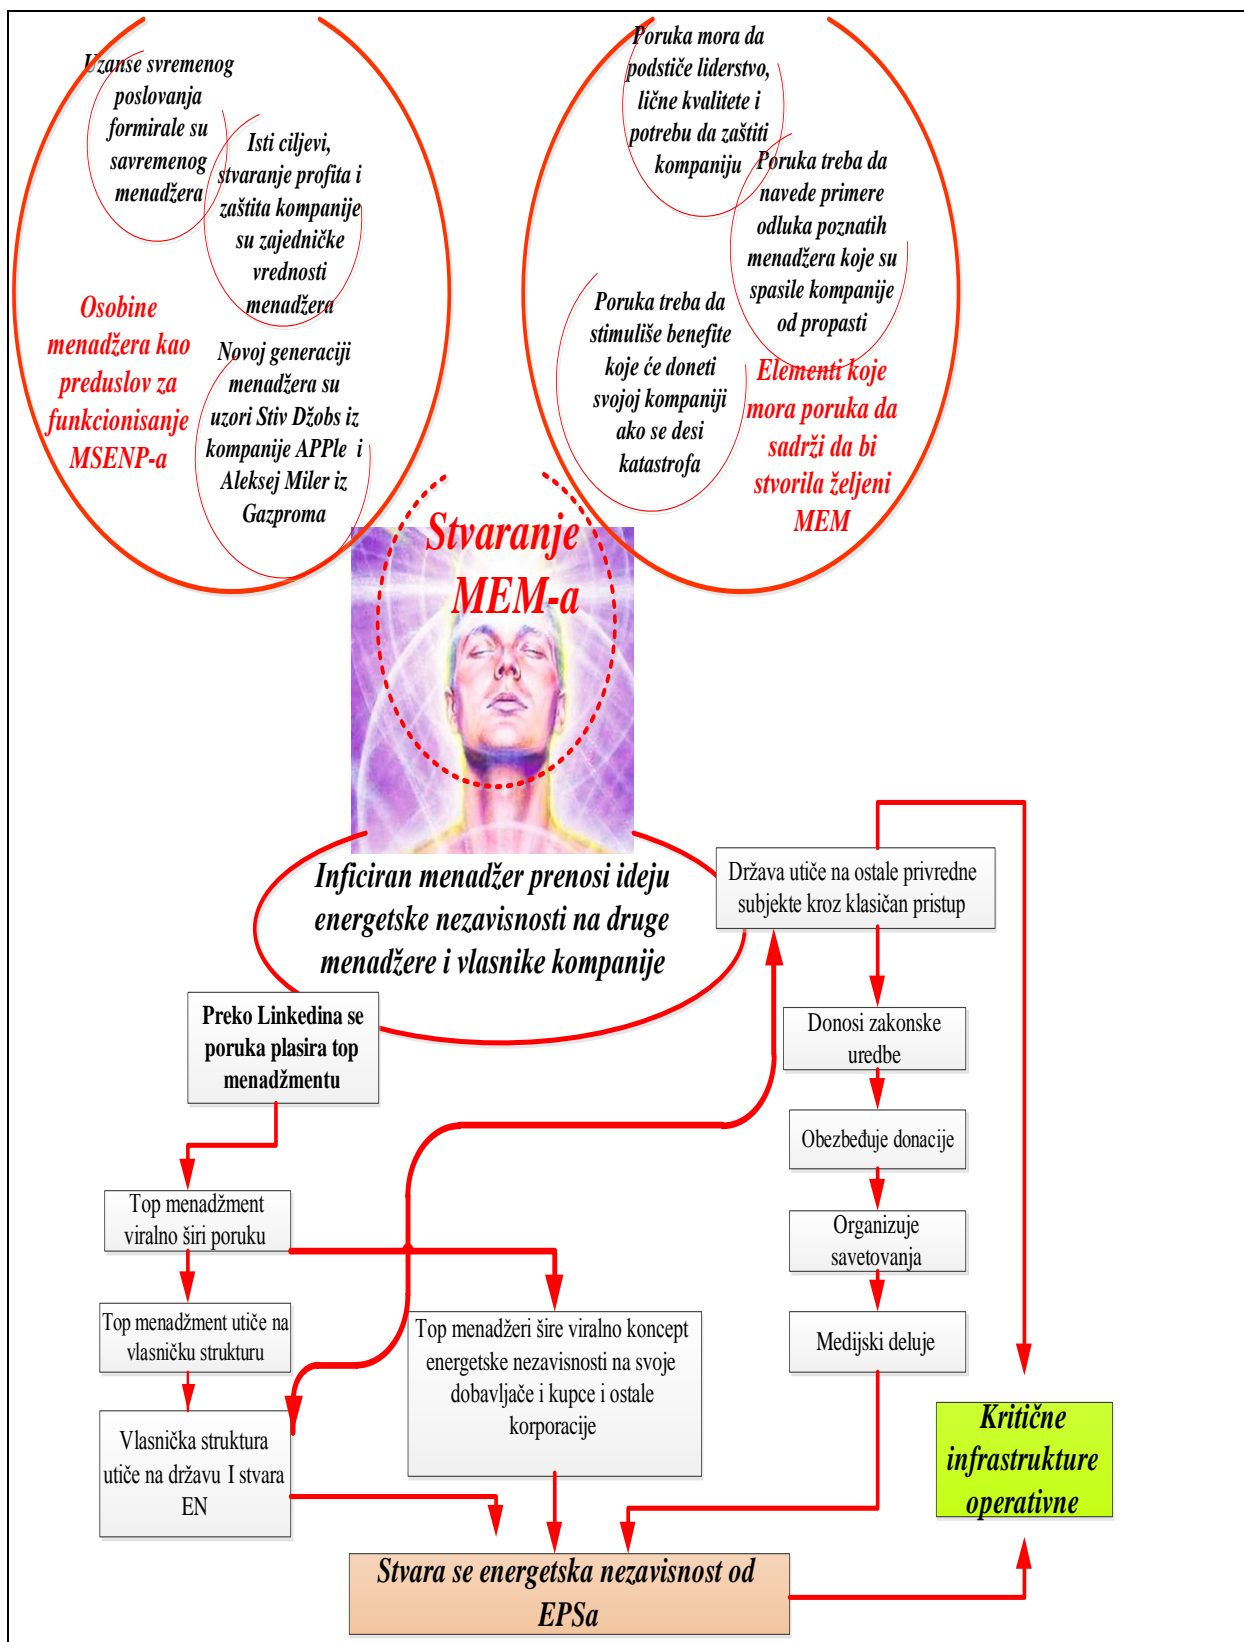 Uzanse svremenog
poslovanja
formirale su
savremenog
menadžera
Isti ciljevi,
stvaranje profita i
zaštita kompanije
su zajedničke
vrednosti
menadžera
Osobine
menadžera kao
preduslov za
funkcionisanje
MSENP-a
Novoj generaciji
menadžera su
uzori Stiv Džobs iz
kompanije APPle i
Aleksej Miler iz
Gazproma
Poruka mora da
podstiče liderstvo,
lične kvalitete i
potrebu da zaštiti
kompaniju
Poruka treba da
navede primere
odluka poznatih
menadžera koje su
spasile kompanije
od propasti
Poruka treba da
stimuliše benefite
koje će doneti
svojoj kompaniji
ako se desi
katastrofa
Elementi koje
mora poruka da
sadrži da bi
stvorila željeni
MEM
Stvaranje
MEM-a
Inficiran menadžer prenosi ideju
energetske nezavisnosti na druge
menadžere i vlasnike kompanije
Država utiče na ostale privredne
subjekte kroz klasičan pristup
Preko Linkedina se
poruka plasira top
menadžmentu
Donosi zakonske
uredbe
Obezbeđuje donacije
Top menadžment
viralno širi poruku
Organizuje
savetovanja
Top menadžment utiče na
vlasničku strukturu
Top menadžeri šire viralno koncept
energetske nezavisnosti na svoje
dobavljače i kupce i ostale
korporacije
Medijski deluje
Vlasnička struktura
utiče na državu I stvara
EN
Kritične
infrastrukture
operativne
Stvara se energetska nezavisnost od
EPSa